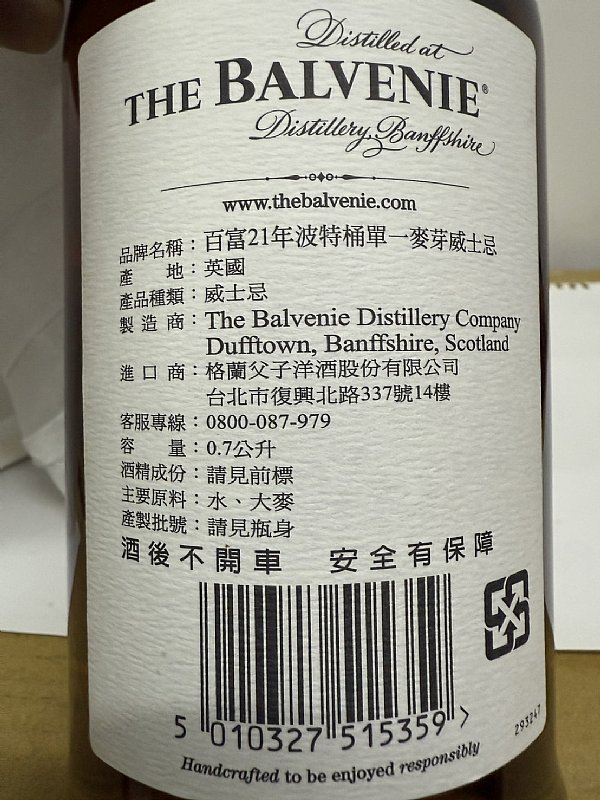 Distilled at
THE BALVENIE®
Distillery, Banffshire
www.thebalvenie.com
品牌名稱：百富21年波特桶單一麥芽威士忌
產地：英國
產品種類：威士忌
製造商：The Balvenie Distillery Company
Dufftown, Banffshire, Scotland
進口商：格蘭父子洋酒股份有限公司
台北市復興北路337號14樓
客服專線：0800-087-979
容量：0.7公升
酒精成份：請見前標
主要原料：水、大麥
產製批號：請見瓶身
酒後不開車 安全有保障
5 010327 515359 >
293247
Handcrafted to be enjoyed responsibly